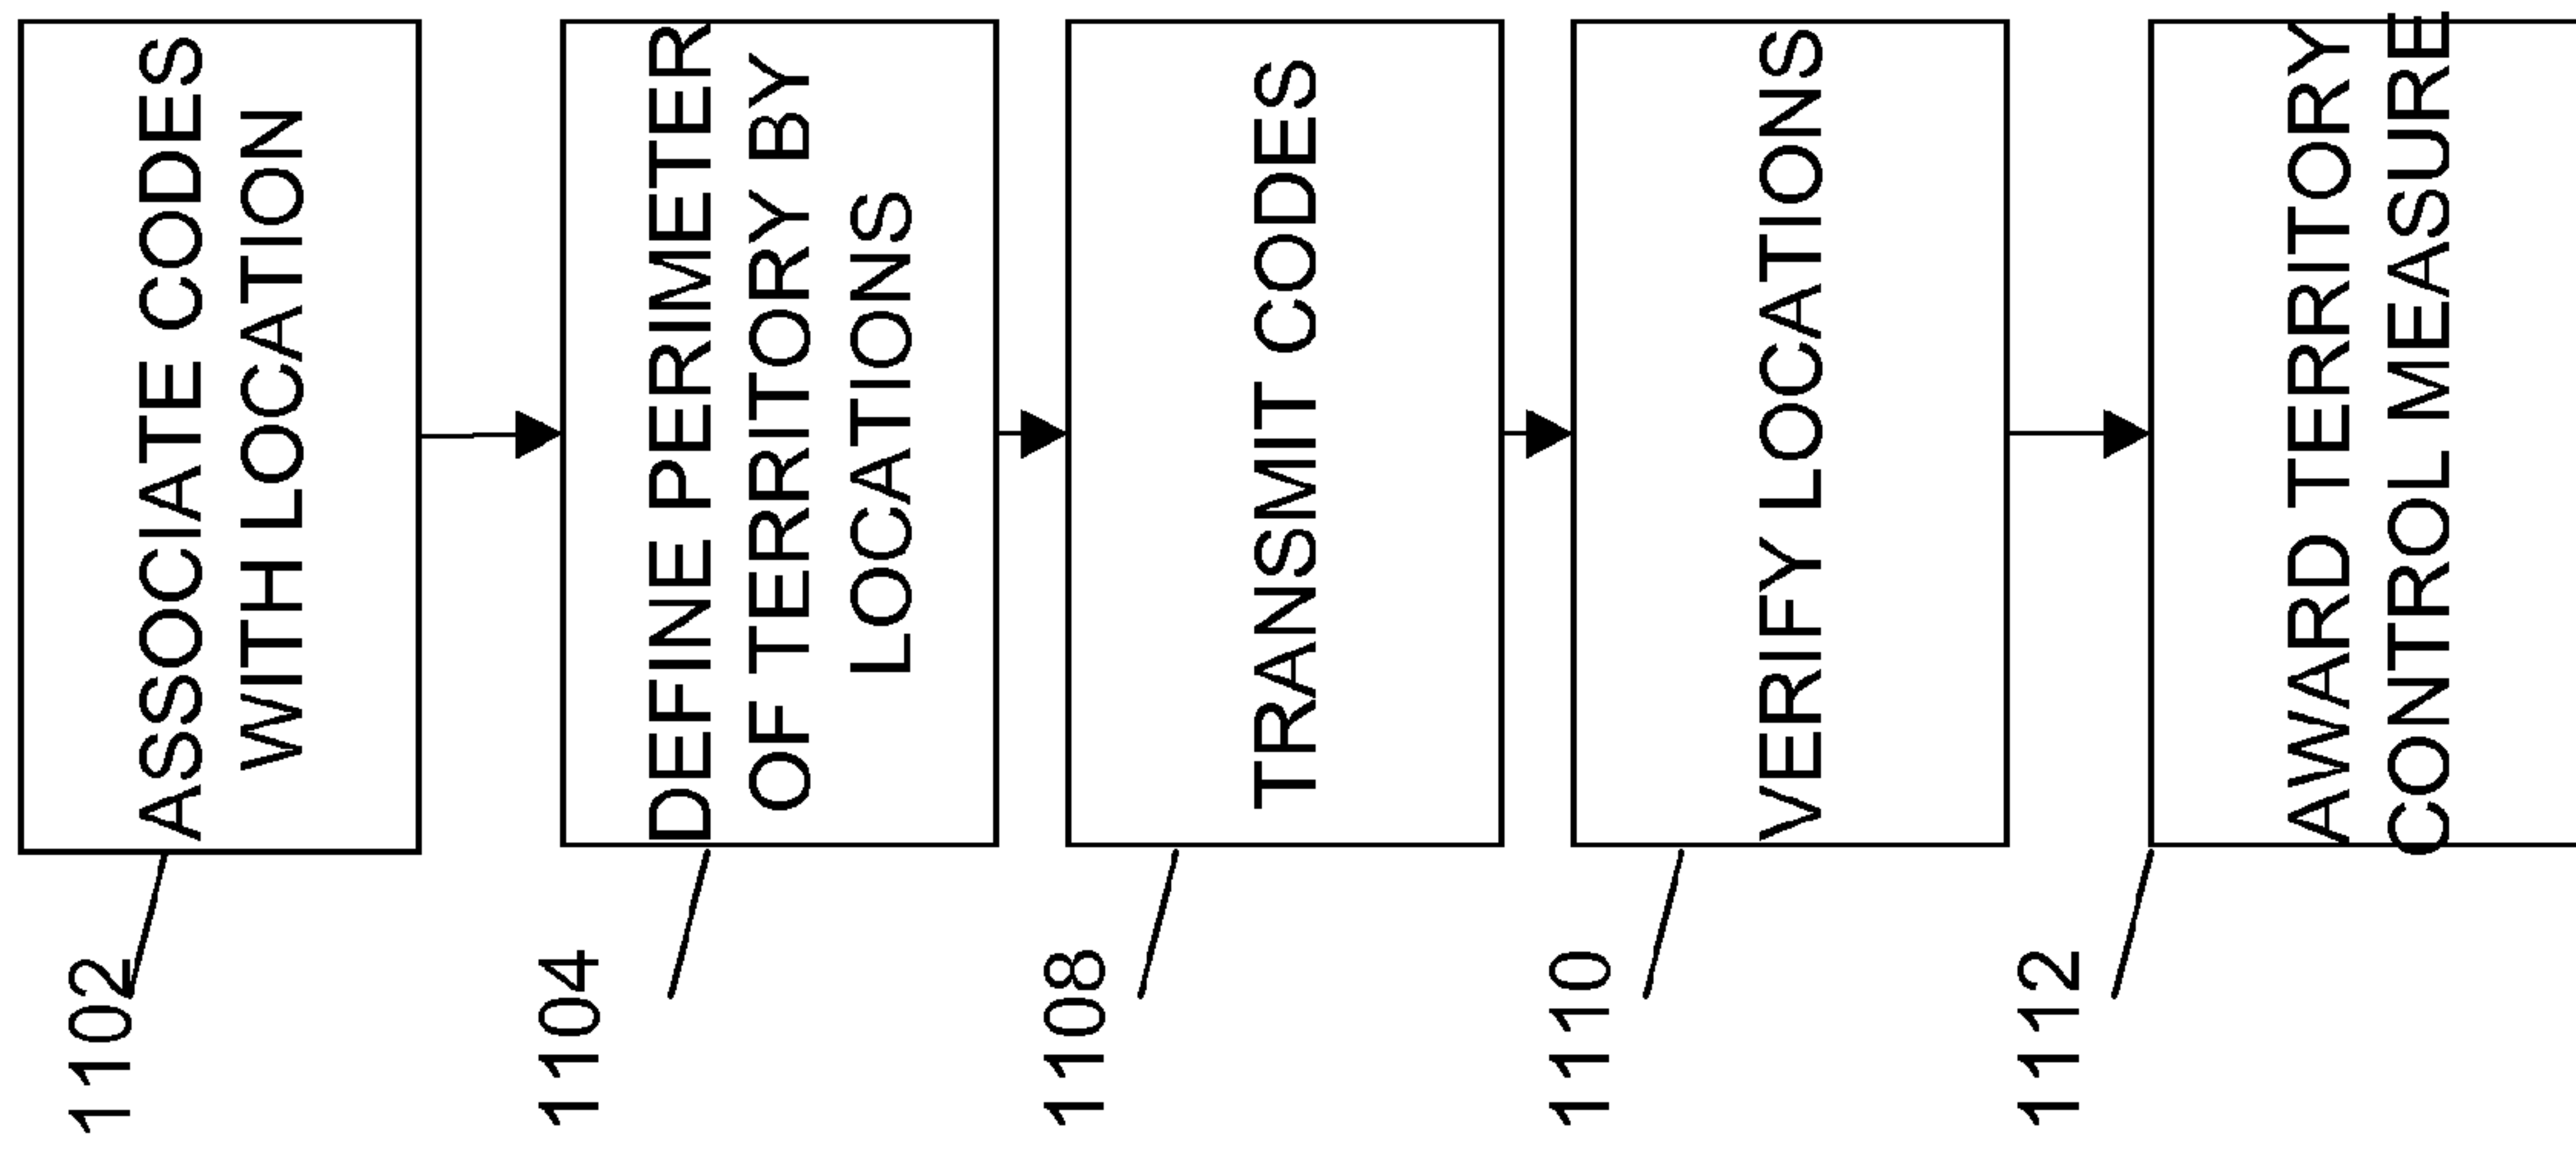 1102
ASSOCIATE CODES
WITH LOCATION
1104
DEFINE PERIMETER
OF TERRITORY BY
LOCATIONS
1108
TRANSMIT CODES
1110
VERIFY LOCATIONS
1112
AWARD TERRITORY
CONTROL MEASURE